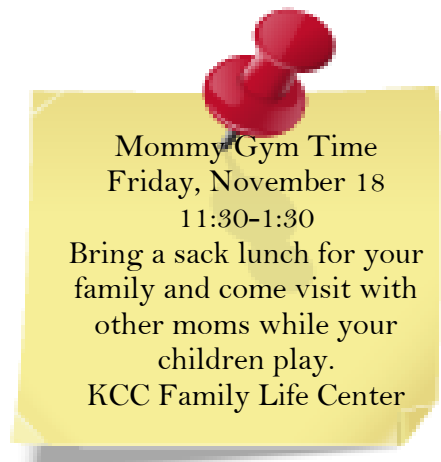 Mommy Gym Time
Friday, November 18
11:30-1:30
Bring a sack lunch for your
family and come visit with
other moms while your
children play.
KCC Family Life Center